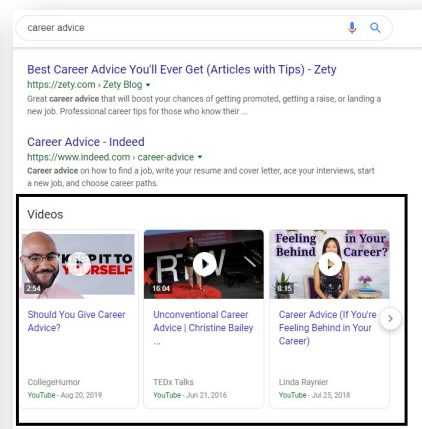 career advice
Best Career Advice You'll Ever Get (Articles with Tips) - Zety
https://zety.com › Zety Blog
Great career advice that will boost your chances of getting promoted, getting a raise, or landing a
new job. Professional career tips for those who know their ...
Career Advice - Indeed
https://www.indeed.com › career-advice
Career advice on how to find a job, write your resume and cover letter, ace your interviews, start
a new job, and choose career paths.
Videos
KEEP IT TO
YOURSELF
2:54
16:04
Feeling in Your
Behind Career?
8:15
Should You Give Career
Advice?
CollegeHumor
YouTube - Aug 20, 2019
Unconventional Career
Advice | Christine Bailey
...
TEDx Talks
YouTube - Jun 21, 2016
Career Advice (If You're
Feeling Behind in Your
Career)
Linda Raynier
YouTube - Jul 25, 2018